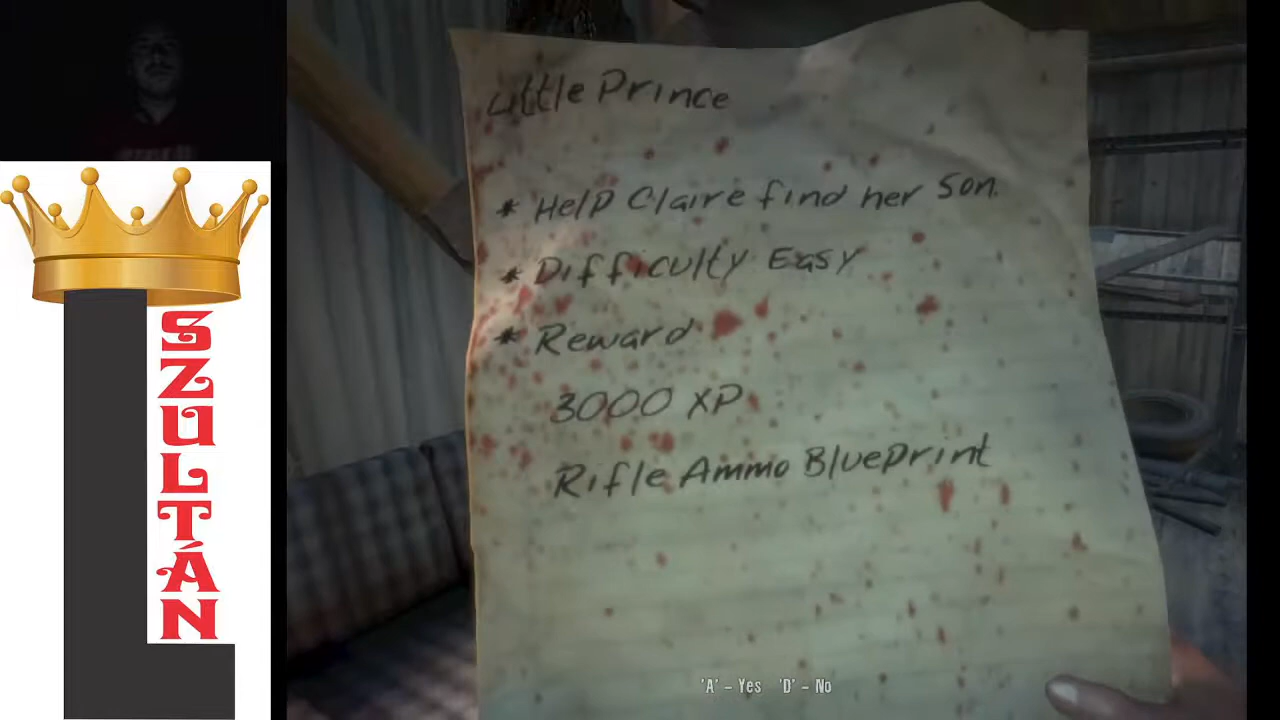 SZULTÁN
Little Prince
* Help Claire find her son.
* Difficulty Easy
* Reward
3000 XP
Rifle Ammo Blueprint
'A' - Yes 'D' - No